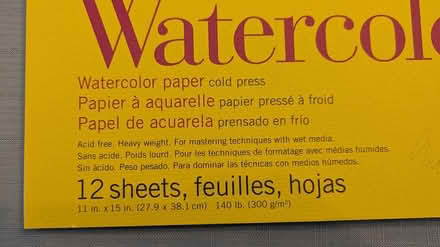 Watercol
Watercolor paper cold press
Papier à aquarelle papier pressé à froid
Papel de acuarela prensado en frío
Acid free. Heavy weight. For mastering techniques with wet media.
Sans acide. Poids lourd. Pour les techniques de formatage avec médias humides.
Sin ácido. Peso pesado. Para dominar las técnicas con medios húmedos.
12 sheets, feuilles, hojas
11 in. x 15 in. (27.9 x 38.1 cm) 140 lb. (300 g/m²)